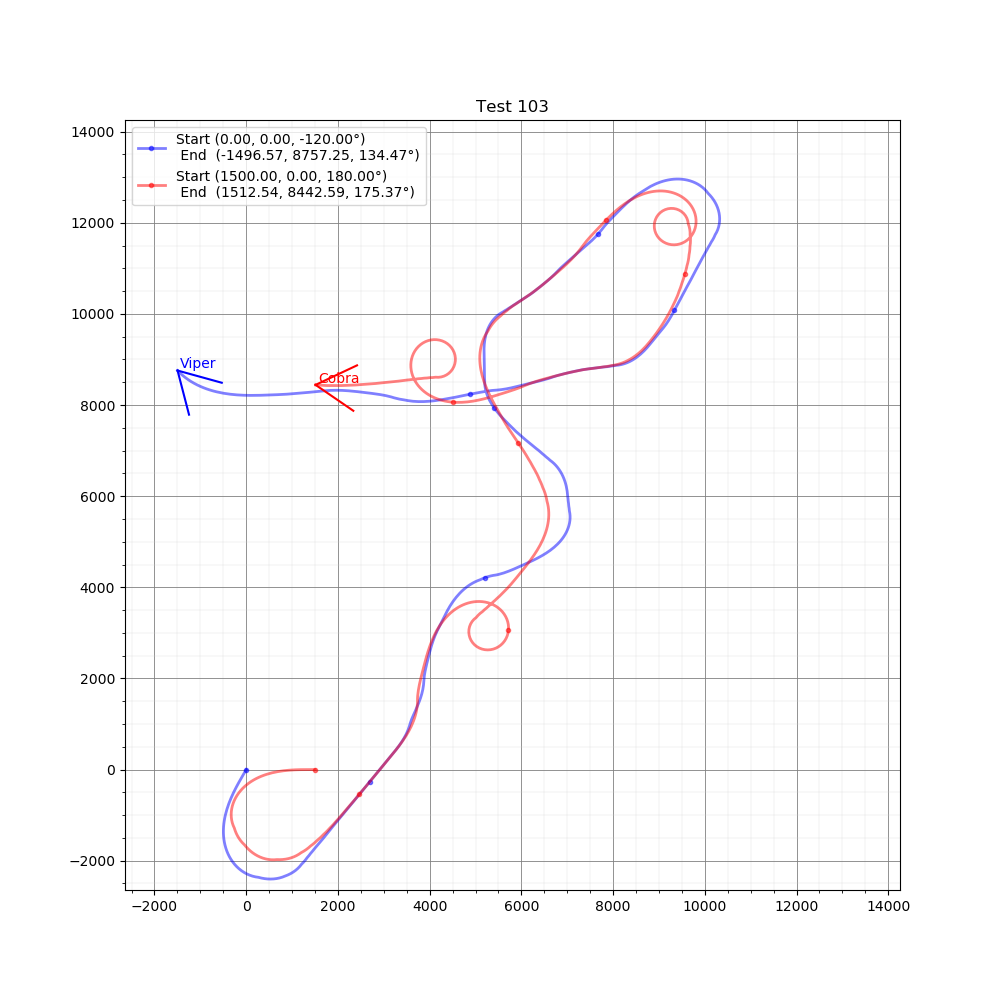 Test 103
Start (0.00, 0.00, -120.00°)
End  (-1496.57, 8757.25, 134.47°)
Start (1500.00, 0.00, 180.00°)
End  (1512.54, 8442.59, 175.37°)
14000
12000
10000
8000
6000
4000
2000
0
−2000
Viper
Cobra
−2000 0 2000 4000 6000 8000 10000 12000 14000